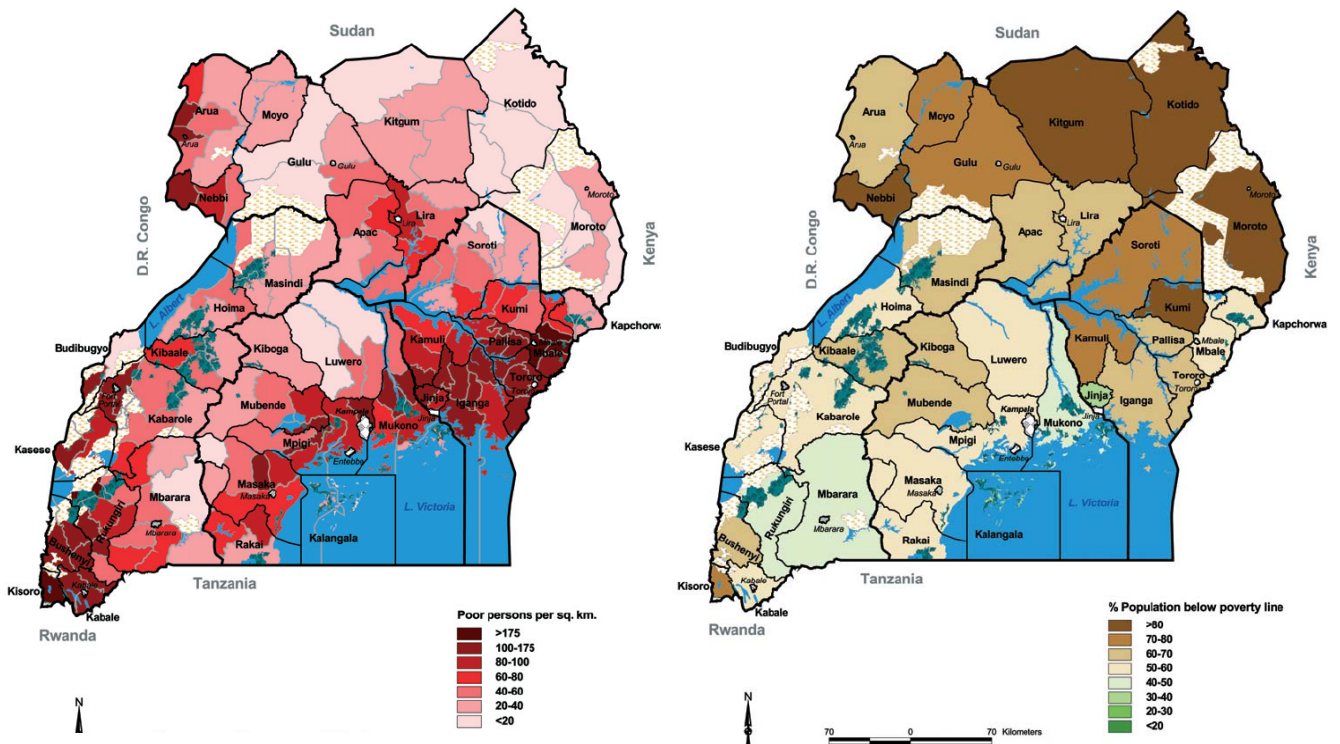 Sudan
Arua
Arua
Moyo
Kitgum
Kotido
Gulu
Gulu
Nebbi
Moroto
Moroto
Lira
Lira
Apac
Soroti
D.R. Congo
Kenya
Masindi
L. Albert
Hoima
Kumi
Kapchorwa
Budibugyo
Kibaale
Kiboga
Luwero
Kamuli
Pallisa
Mbale
Mbale
Tororo
Tororo
Fort
Portal
Kabarole
Mubende
Kampala
Jinja
Jinja
Iganga
Mukono
Mpigi
Kasese
Entebbe
Masaka
Masaka
Mbarara
Mbarara
Rukungiri
L. Victoria
Bushenyi
Rakai
Kalangala
Kisoro
Kabale
Kabale
Tanzania
Rwanda
Poor persons per sq. km.
>175
100-175
80-100
60-80
40-60
20-40
<20
N
Sudan
Arua
Arua
Moyo
Kitgum
Kotido
Gulu
Gulu
Nebbi
Moroto
Moroto
Lira
Lira
Apac
Soroti
D.R. Congo
Kenya
Masindi
L. Albert
Hoima
Kumi
Kapchorwa
Budibugyo
Kibaale
Kiboga
Luwero
Kamuli
Pallisa
Mbale
Mbale
Tororo
Tororo
Fort
Portal
Kabarole
Mubende
Kampala
Jinja
Jinja
Iganga
Mukono
Mpigi
Kasese
Entebbe
Masaka
Masaka
Mbarara
Mbarara
Rukungiri
L. Victoria
Bushenyi
Rakai
Kalangala
Kisoro
Kabale
Kabale
Tanzania
Rwanda
% Population below poverty line
>80
70-80
60-70
50-60
40-50
30-40
20-30
<20
N
70 0 70 Kilometers